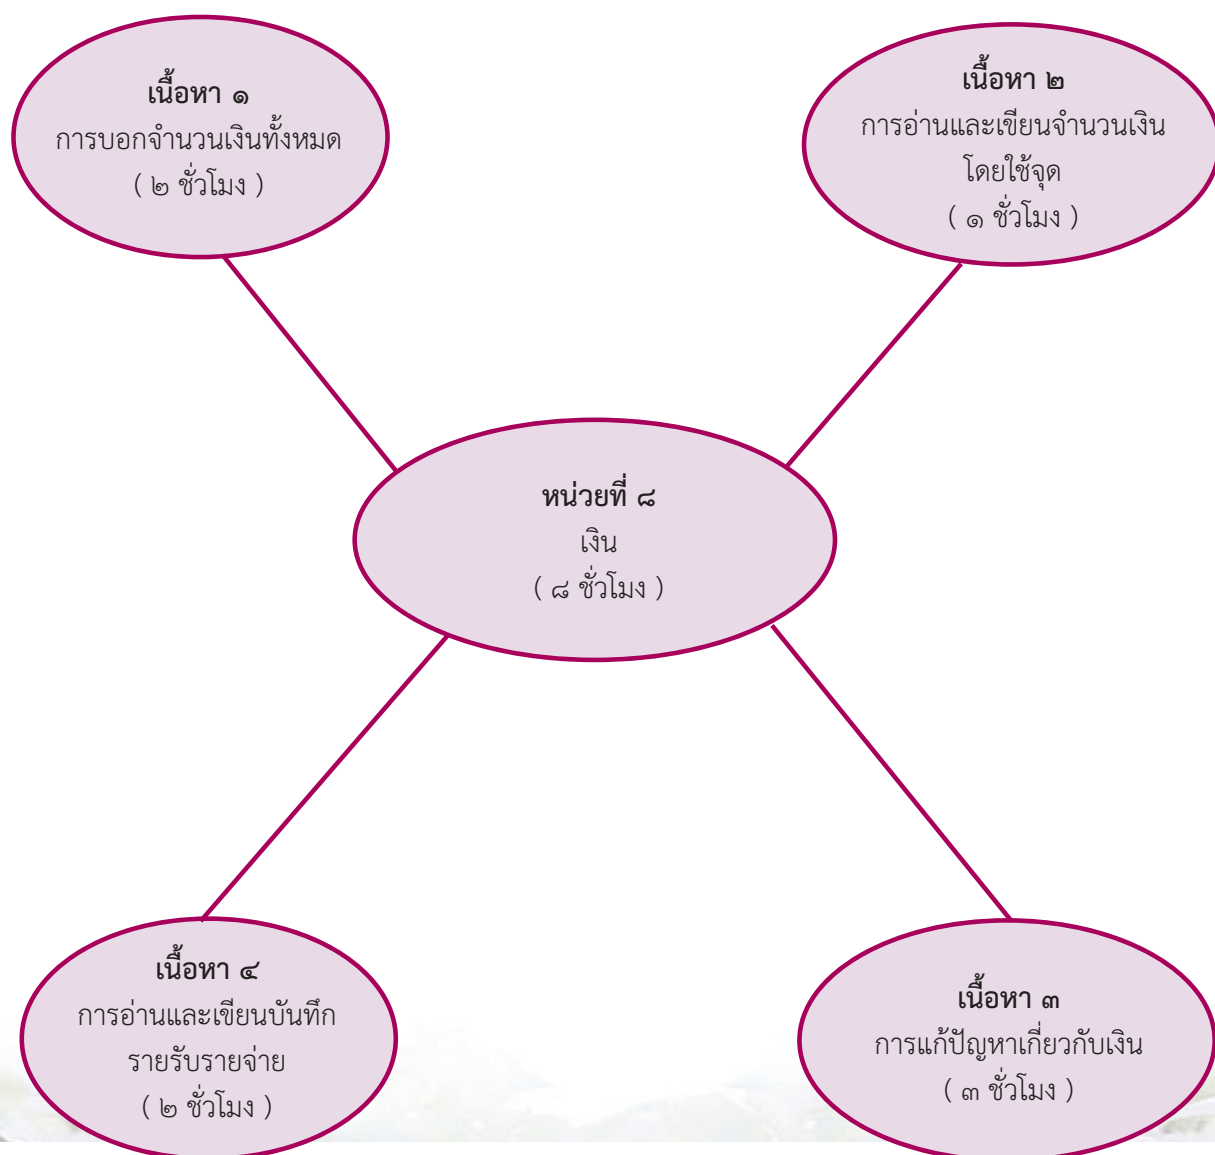 เนื้อหา ๑
การบอกจำนวนเงินทั้งหมด
( ๒ ชั่วโมง )
เนื้อหา ๒
การอ่านและเขียนจำนวนเงิน
โดยใช้จุด
( ๑ ชั่วโมง )
หน่วยที่ ๘
เงิน
( ๘ ชั่วโมง )
เนื้อหา ๔
การอ่านและเขียนบันทึก
รายรับรายจ่าย
( ๒ ชั่วโมง )
เนื้อหา ๓
การแก้ปัญหาเกี่ยวกับเงิน
( ๓ ชั่วโมง )